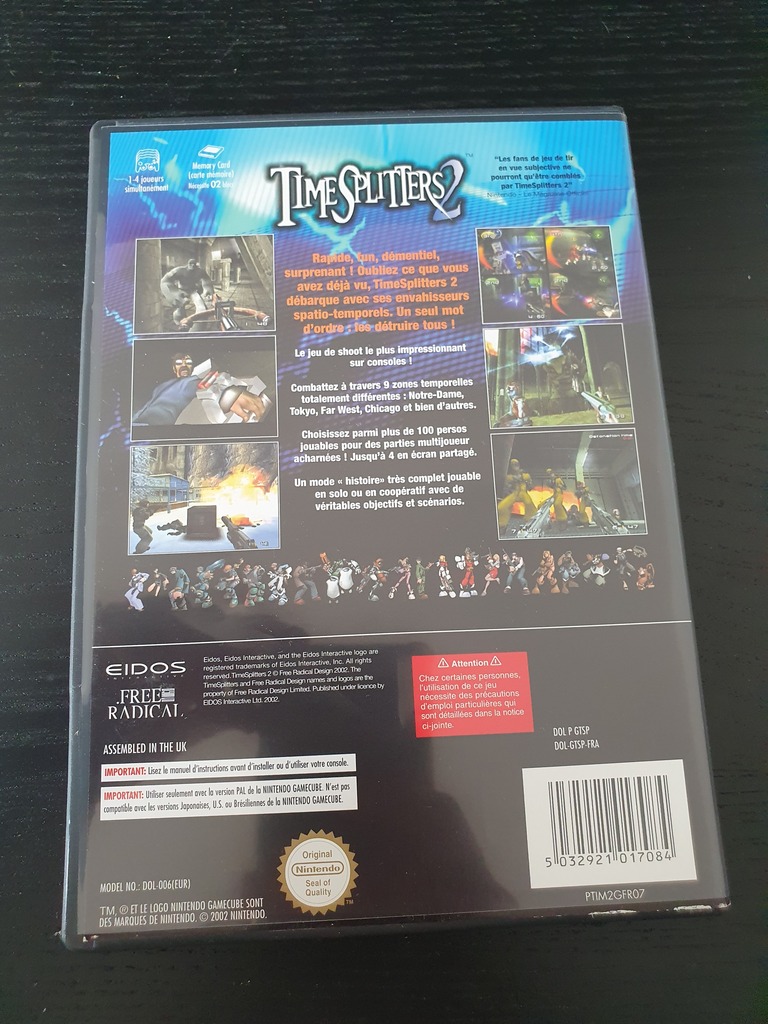 1-4 joueurs
simultanément
Memory Card
(carte mémoire)
Nécessite 02
TIMESPLITTERS 2
TM
"Les fans de jeu de tir
en vue subjective ne
pourront qu'être comblés
par TimeSplitters 2"
Nintendo - Le Magazine Officiel
Rapide, fun, démentiel,
surprenant ! Oubliez ce que vous
avez déjà vu, TimeSplitters 2
débarque avec ses envahisseurs
spatio-temporels. Un seul mot
d'ordre : les détruire tous !
Le jeu de shoot le plus impressionnant
sur consoles !
Combattez à travers 9 zones temporelles
totalement différentes : Notre-Dame,
Tokyo, Far West, Chicago et bien d'autres.
Choisissez parmi plus de 100 persos
jouables pour des parties multijoueur
acharnées ! Jusqu'à 4 en écran partagé.
Un mode « histoire» très complet jouable
en solo ou en coopératif avec de
véritables objectifs et scénarios.
EIDOS
INTERACTIVE
FREE
RADICAL
Eidos, Eidos Interactive, and the Eidos Interactive logo are
registered trademarks of Eidos Interactive, Inc. All rights
reserved.TimeSplitters 2 © Free Radical Design 2002. The
TimeSplitters and Free Radical Design names and logos are the
property of Free Radical Design Limited. Published under licence by
EIDOS Interactive Ltd. 2002.
Attention
Chez certaines personnes,
l'utilisation de ce jeu
nécessite des précautions
d'emploi particulières qui
sont détaillées dans la notice
ci-jointe.
DOL P GTSP
DOL-GTSP-FRA
ASSEMBLED IN THE UK
IMPORTANT: Lisez le manuel d'instructions avant d'installer ou d'utiliser votre console.
IMPORTANT: Utiliser seulement avec la version PAL de la NINTENDO GAMECUBE. N'est pas
compatible avec les versions Japonaises, U.S. ou Brésiliennes de la NINTENDO GAMECUBE.
5 032921 017084
PTIM2GFR07
MODEL NO.: DOL-006(EUR)
Original
Nintendo
Seal of
Quality
TM
TM, ® ET LE LOGO NINTENDO GAMECUBE SONT
DES MARQUES DE NINTENDO. © 2002 NINTENDO.